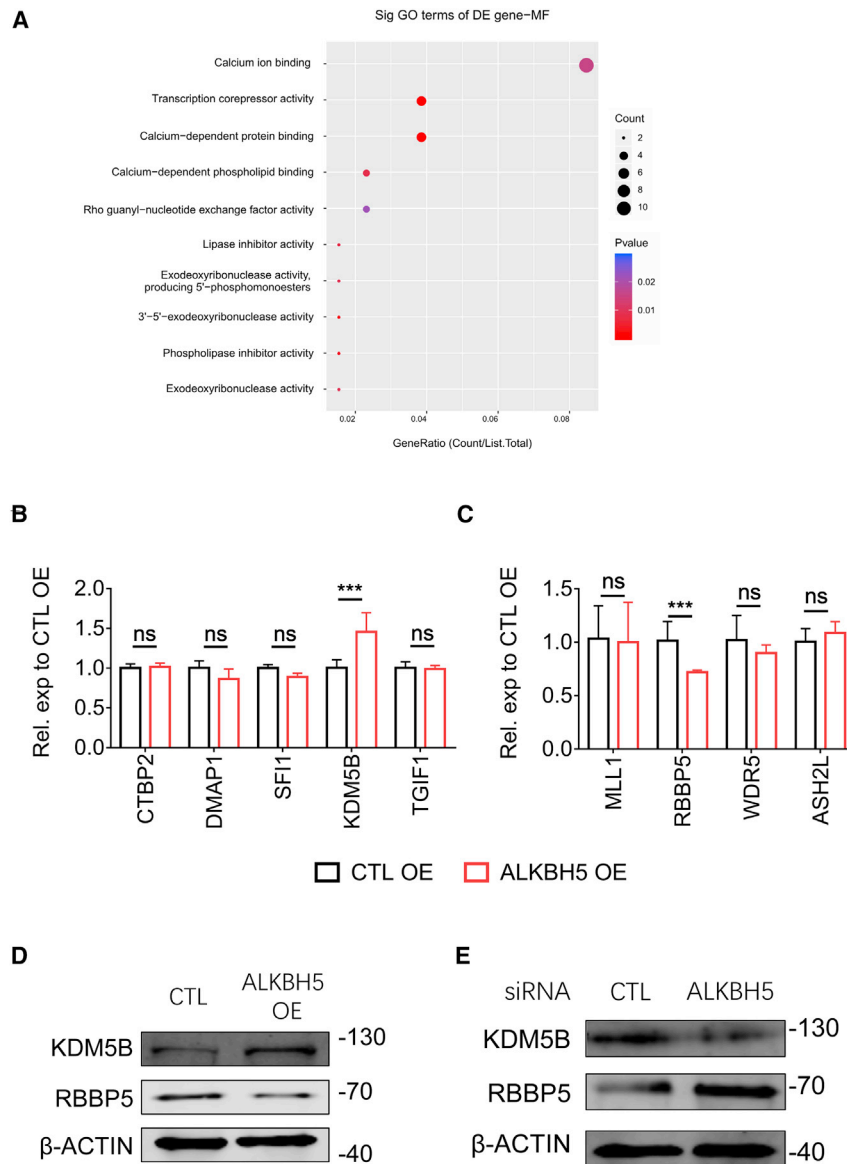 A
Sig GO terms of DE gene−MF
Calcium ion binding
Transcription corepressor activity
Calcium−dependent protein binding
Calcium−dependent phospholipid binding
Rho guanyl−nucleotide exchange factor activity
Lipase inhibitor activity
Exodeoxyribonuclease activity,
producing 5'−phosphomonoesters
3'−5'−exodeoxyribonuclease activity
Phospholipase inhibitor activity
Exodeoxyribonuclease activity
0.02 0.04 0.06 0.08
GeneRatio (Count/List.Total)
Count
2
4
6
8
10
Pvalue
0.02
0.01
B
Rel. exp to CTL OE
2.0
1.5
1.0
0.5
0.0
ns ns ns *** ns
CTBP2 DMAP1 SFI1 KDM5B TGIF1
C
Rel. exp to CTL OE
1.5
1.0
0.5
0.0
ns *** ns ns
MLL1 RBBP5 WDR5 ASH2L
CTL OE ALKBH5 OE
D
CTL ALKBH5
OE
KDM5B -130
RBBP5 -70
β-ACTIN -40
E
siRNA CTL ALKBH5
KDM5B -130
RBBP5 -70
β-ACTIN -40